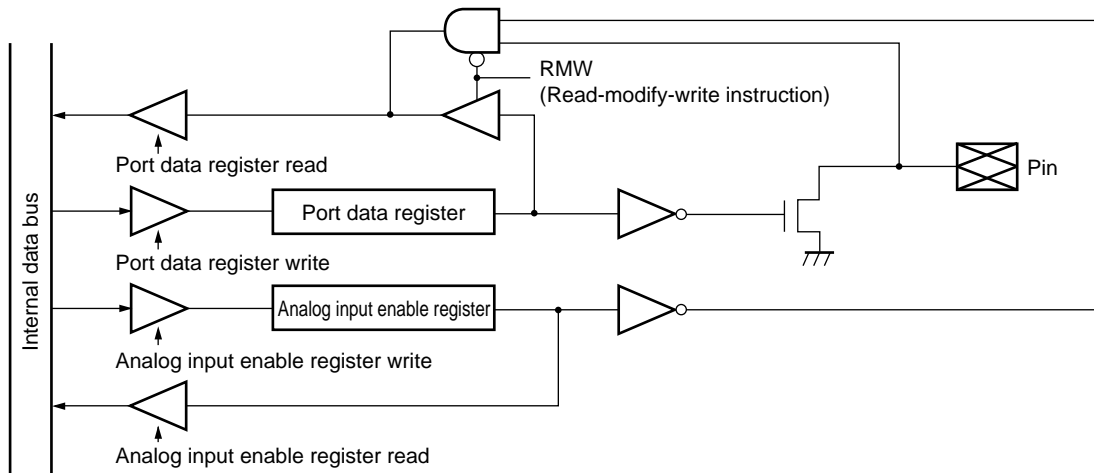 RMW
(Read-modify-write instruction)
Port data register read
Pin
Port data register
Port data register write
Internal data bus
Analog input enable register
Analog input enable register write
Analog input enable register read